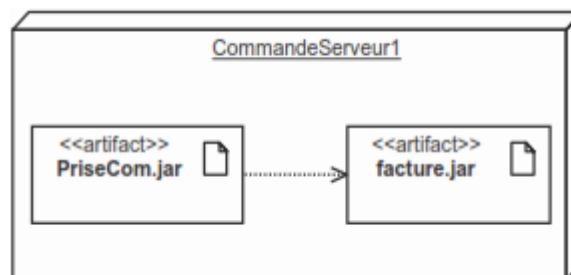 CommandeServeur1
<<artifact>>
PriseCom.jar
<<artifact>>
facture.jar